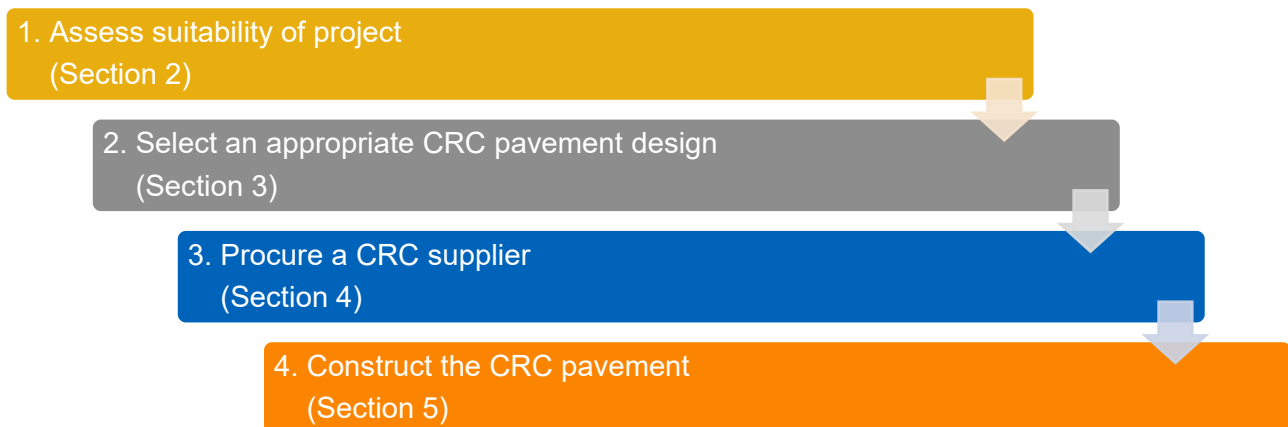 1. Assess suitability of project
(Section 2)
2. Select an appropriate CRC pavement design
(Section 3)
3. Procure a CRC supplier
(Section 4)
4. Construct the CRC pavement
(Section 5)